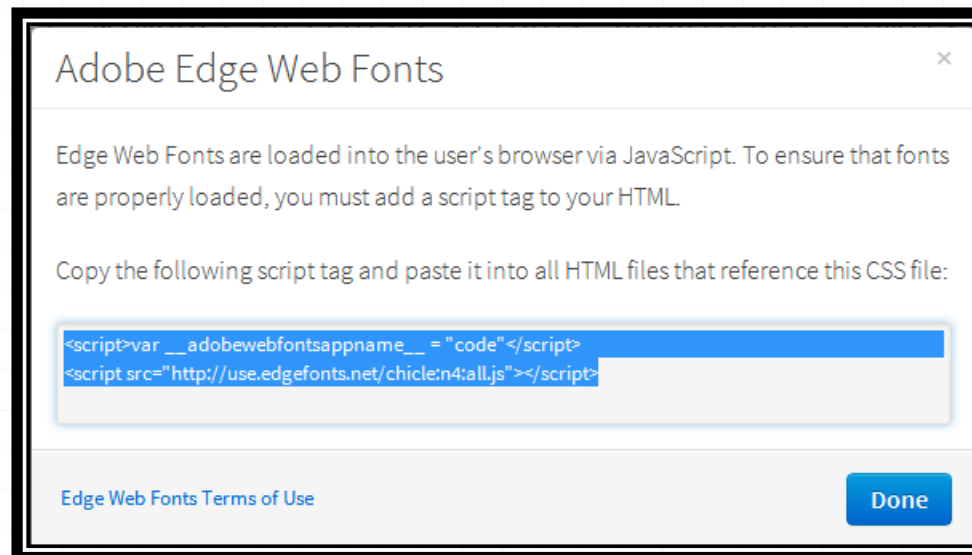 Adobe Edge Web Fonts
×
Edge Web Fonts are loaded into the user's browser via JavaScript. To ensure that fonts
are properly loaded, you must add a script tag to your HTML.
Copy the following script tag and paste it into all HTML files that reference this CSS file:
<script>var __adobewebfontsappname__ = "code"</script>
<script src="http://use.edgefonts.net/chicle:n4:all.js"></script>
Edge Web Fonts Terms of Use
Done